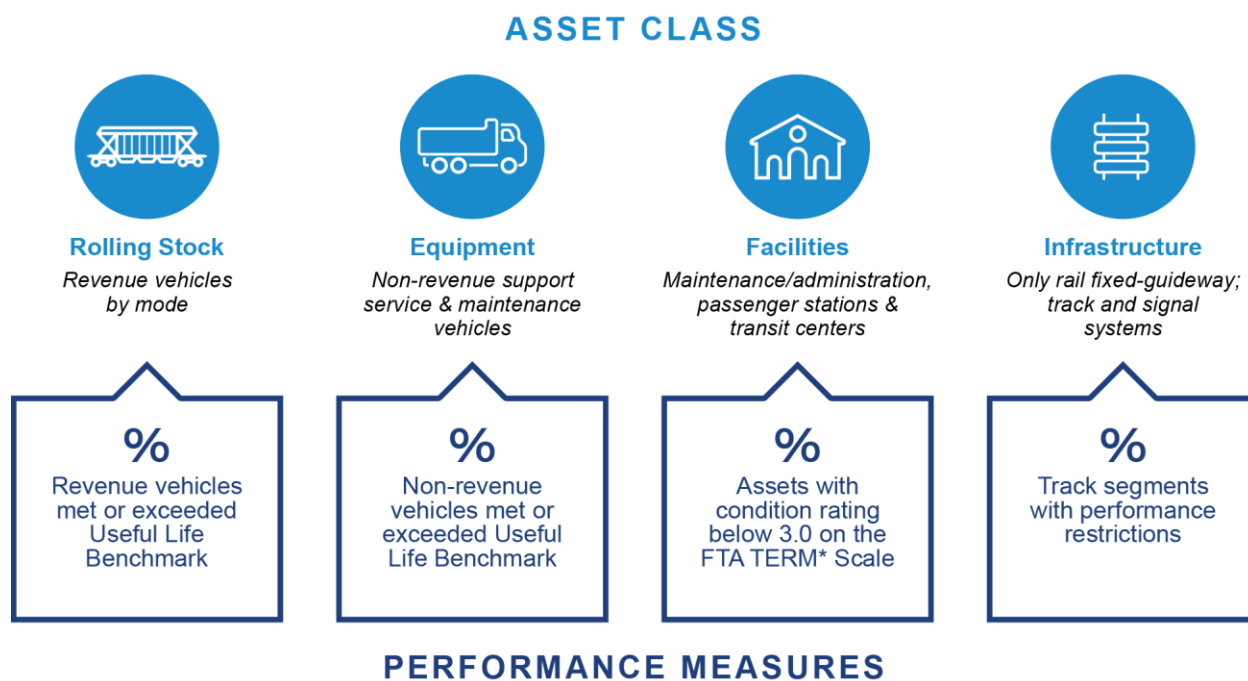 ASSET CLASS
Rolling Stock
Revenue vehicles
by mode
Equipment
Non-revenue support
service & maintenance
vehicles
Facilities
Maintenance/administration,
passenger stations &
transit centers
Infrastructure
Only rail fixed-guideway;
track and signal
systems
%
Revenue vehicles
met or exceeded
Useful Life
Benchmark
%
Non-revenue
vehicles met or
exceeded Useful
Life Benchmark
%
Assets with
condition rating
below 3.0 on the
FTA TERM* Scale
%
Track segments
with performance
restrictions
PERFORMANCE MEASURES